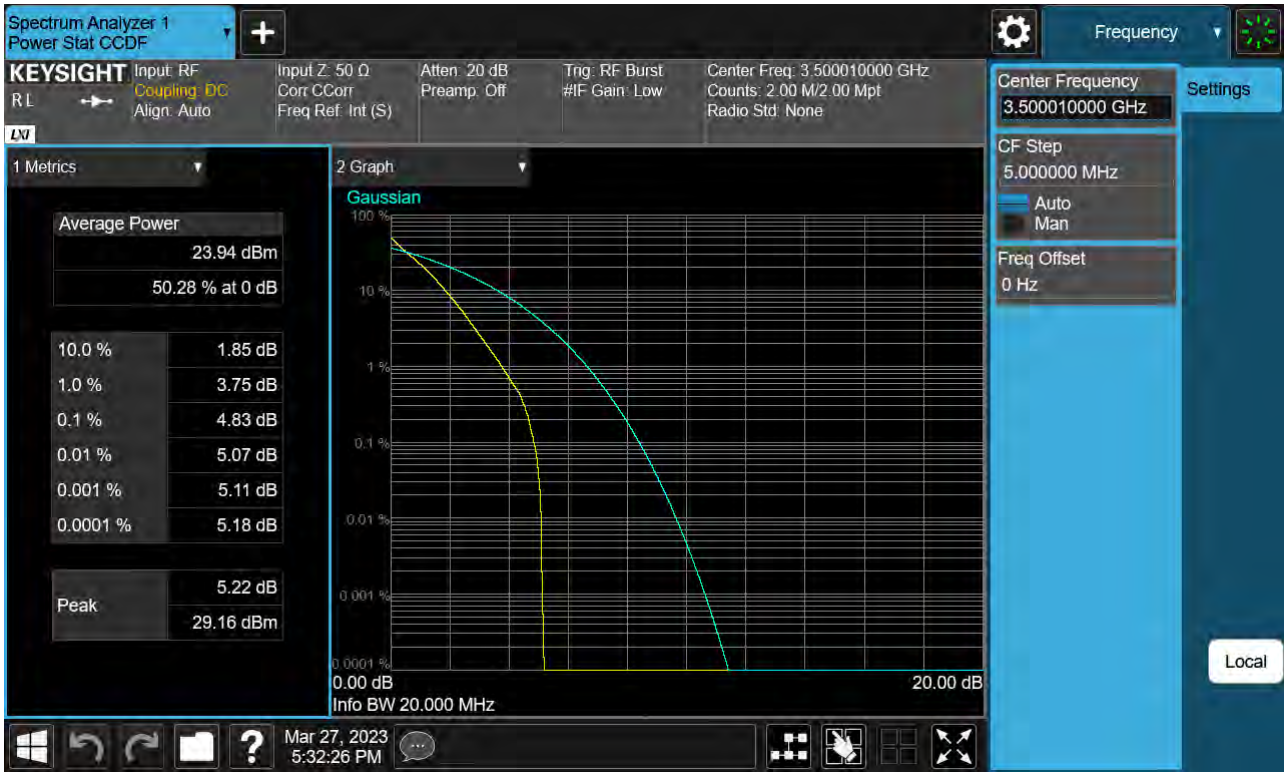 Spectrum Analyzer 1
Power Stat CCDF
+
Frequency
KEYSIGHT
RL
LXI
Input: RF
Coupling: DC
Align: Auto
Input Z: 50 Ω
Corr CCorr
Freq Ref: Int (S)
Atten: 20 dB
Preamp: Off
Trig: RF Burst
#IF Gain: Low
Center Freq: 3.500010000 GHz
Counts: 2.00 M/2.00 Mpt
Radio Std: None
Center Frequency
3.500010000 GHz
Settings
CF Step
5.000000 MHz
Auto
Man
Freq Offset
0 Hz
Local
1 Metrics
Average Power
23.94 dBm
50.28 % at 0 dB
10.0 % 1.85 dB
1.0 % 3.75 dB
0.1 % 4.83 dB
0.01 % 5.07 dB
0.001 % 5.11 dB
0.0001 % 5.18 dB
Peak
5.22 dB
29.16 dBm
2 Graph
Gaussian
100 %
10 %
1 %
0.1 %
0.01 %
0.001 %
0.0001 %
0.00 dB 20.00 dB
Info BW 20.000 MHz
?
Mar 27, 2023
5:32:26 PM